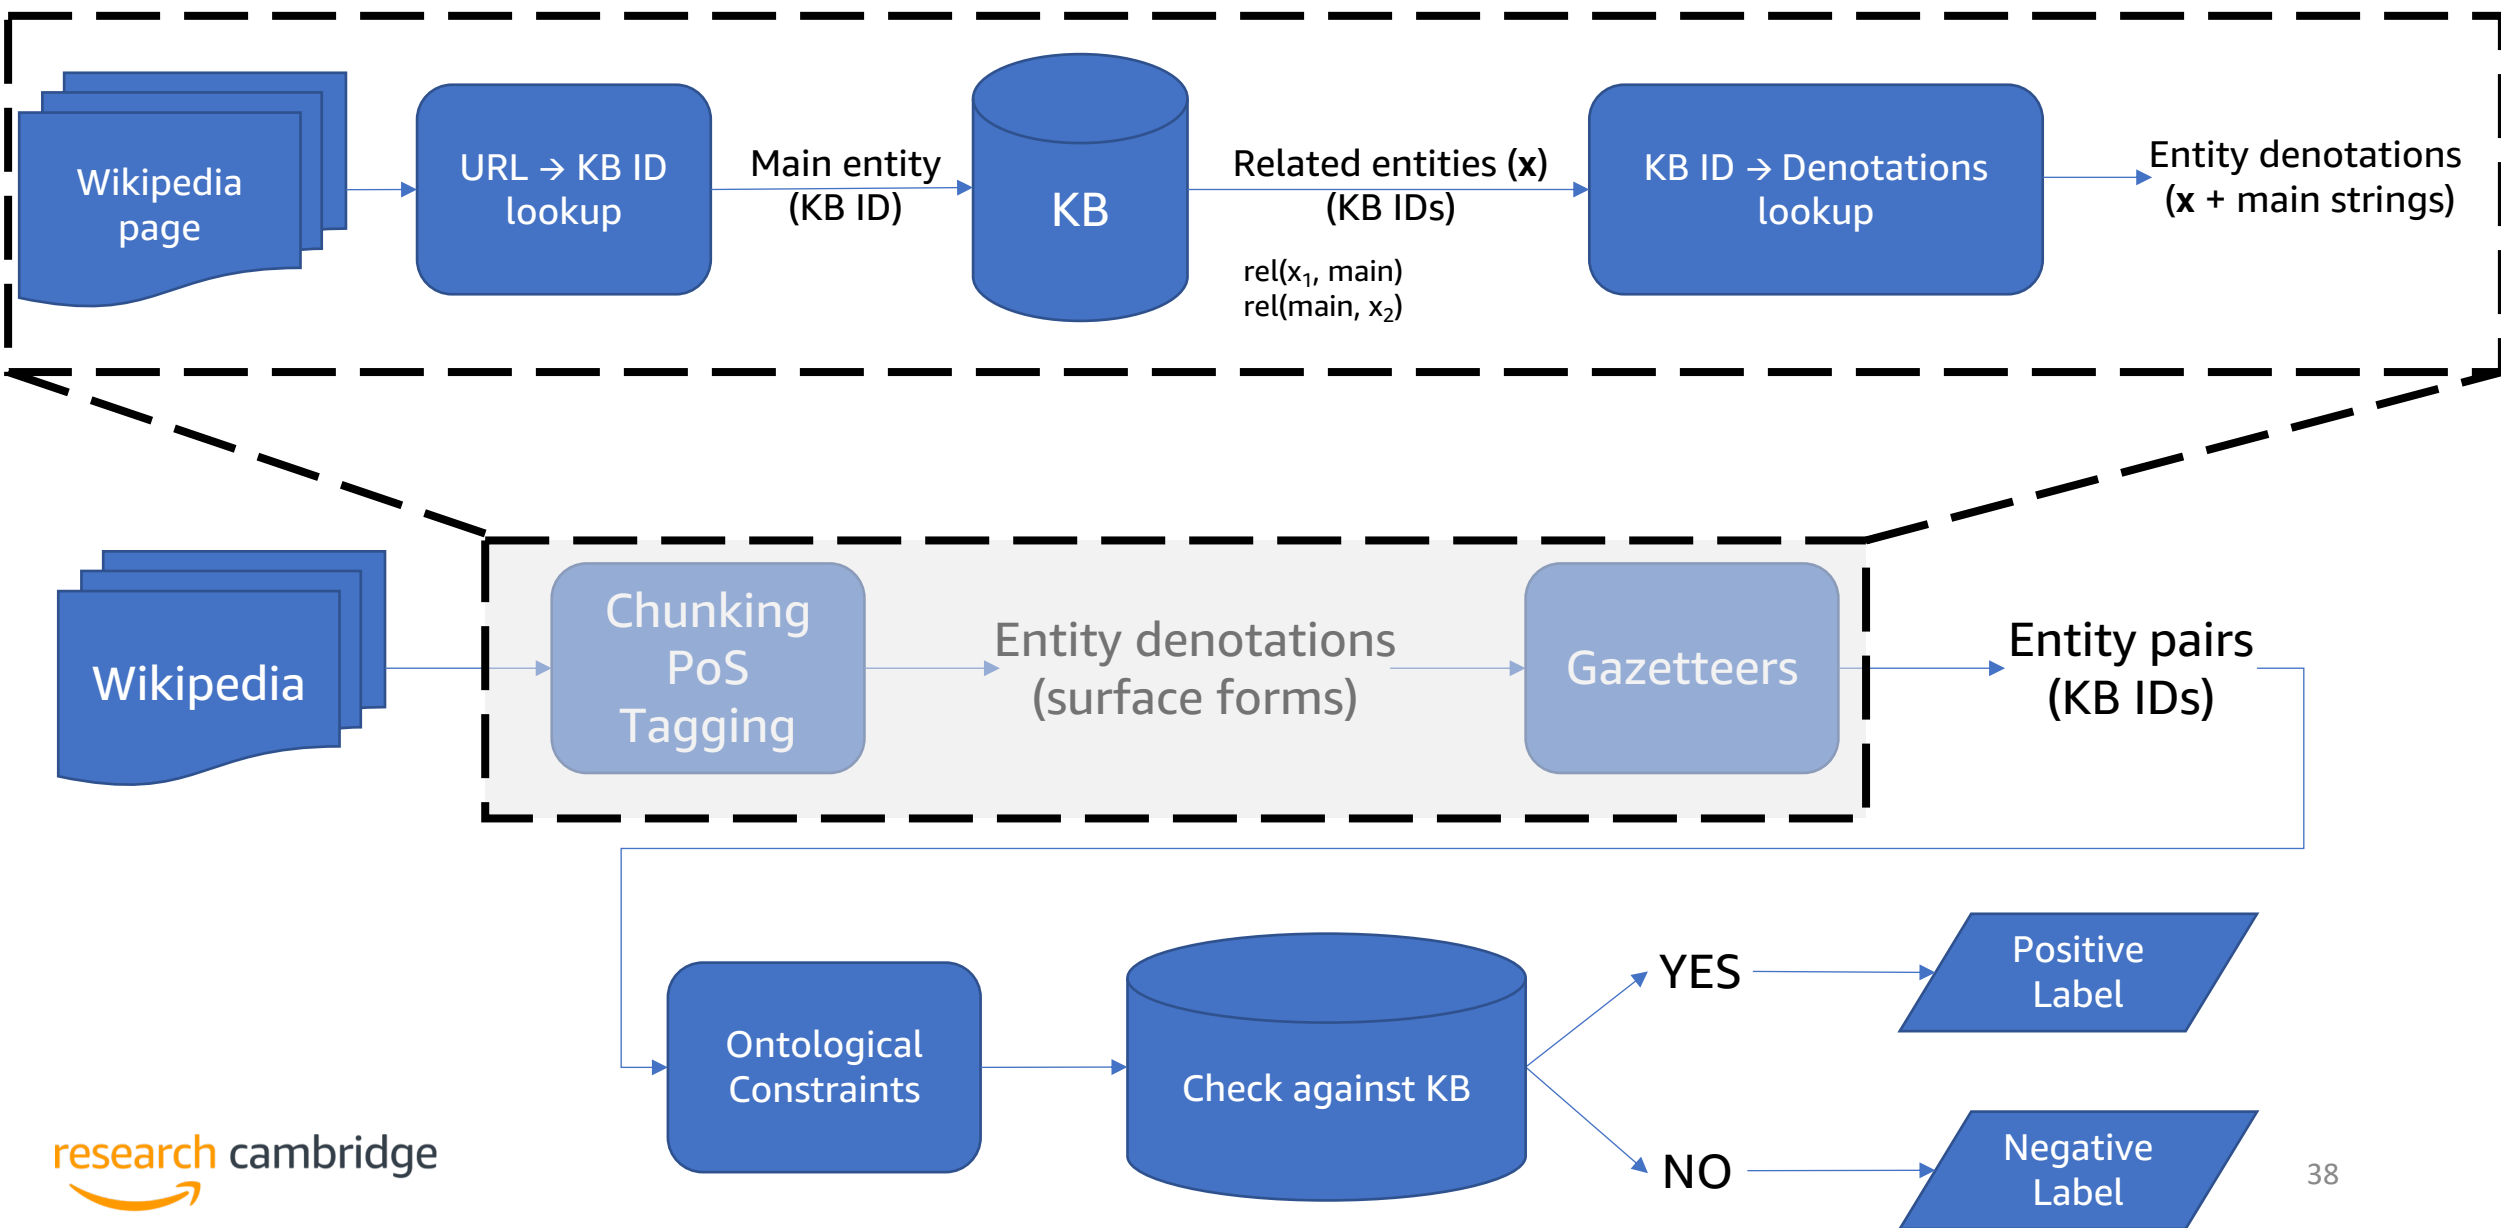 Wikipedia
page
URL → KB ID
lookup
Main entity
(KB ID)
KB
Related entities (x)
(KB IDs)
rel(x₁, main)
rel(main, x₂)
KB ID → Denotations
lookup
Entity denotations
(x + main strings)
Wikipedia
Chunking
PoS
Tagging
Entity denotations
(surface forms)
Gazetteers
Entity pairs
(KB IDs)
Ontological
Constraints
Check against KB
YES
Positive
Label
NO
Negative
Label
research cambridge
38